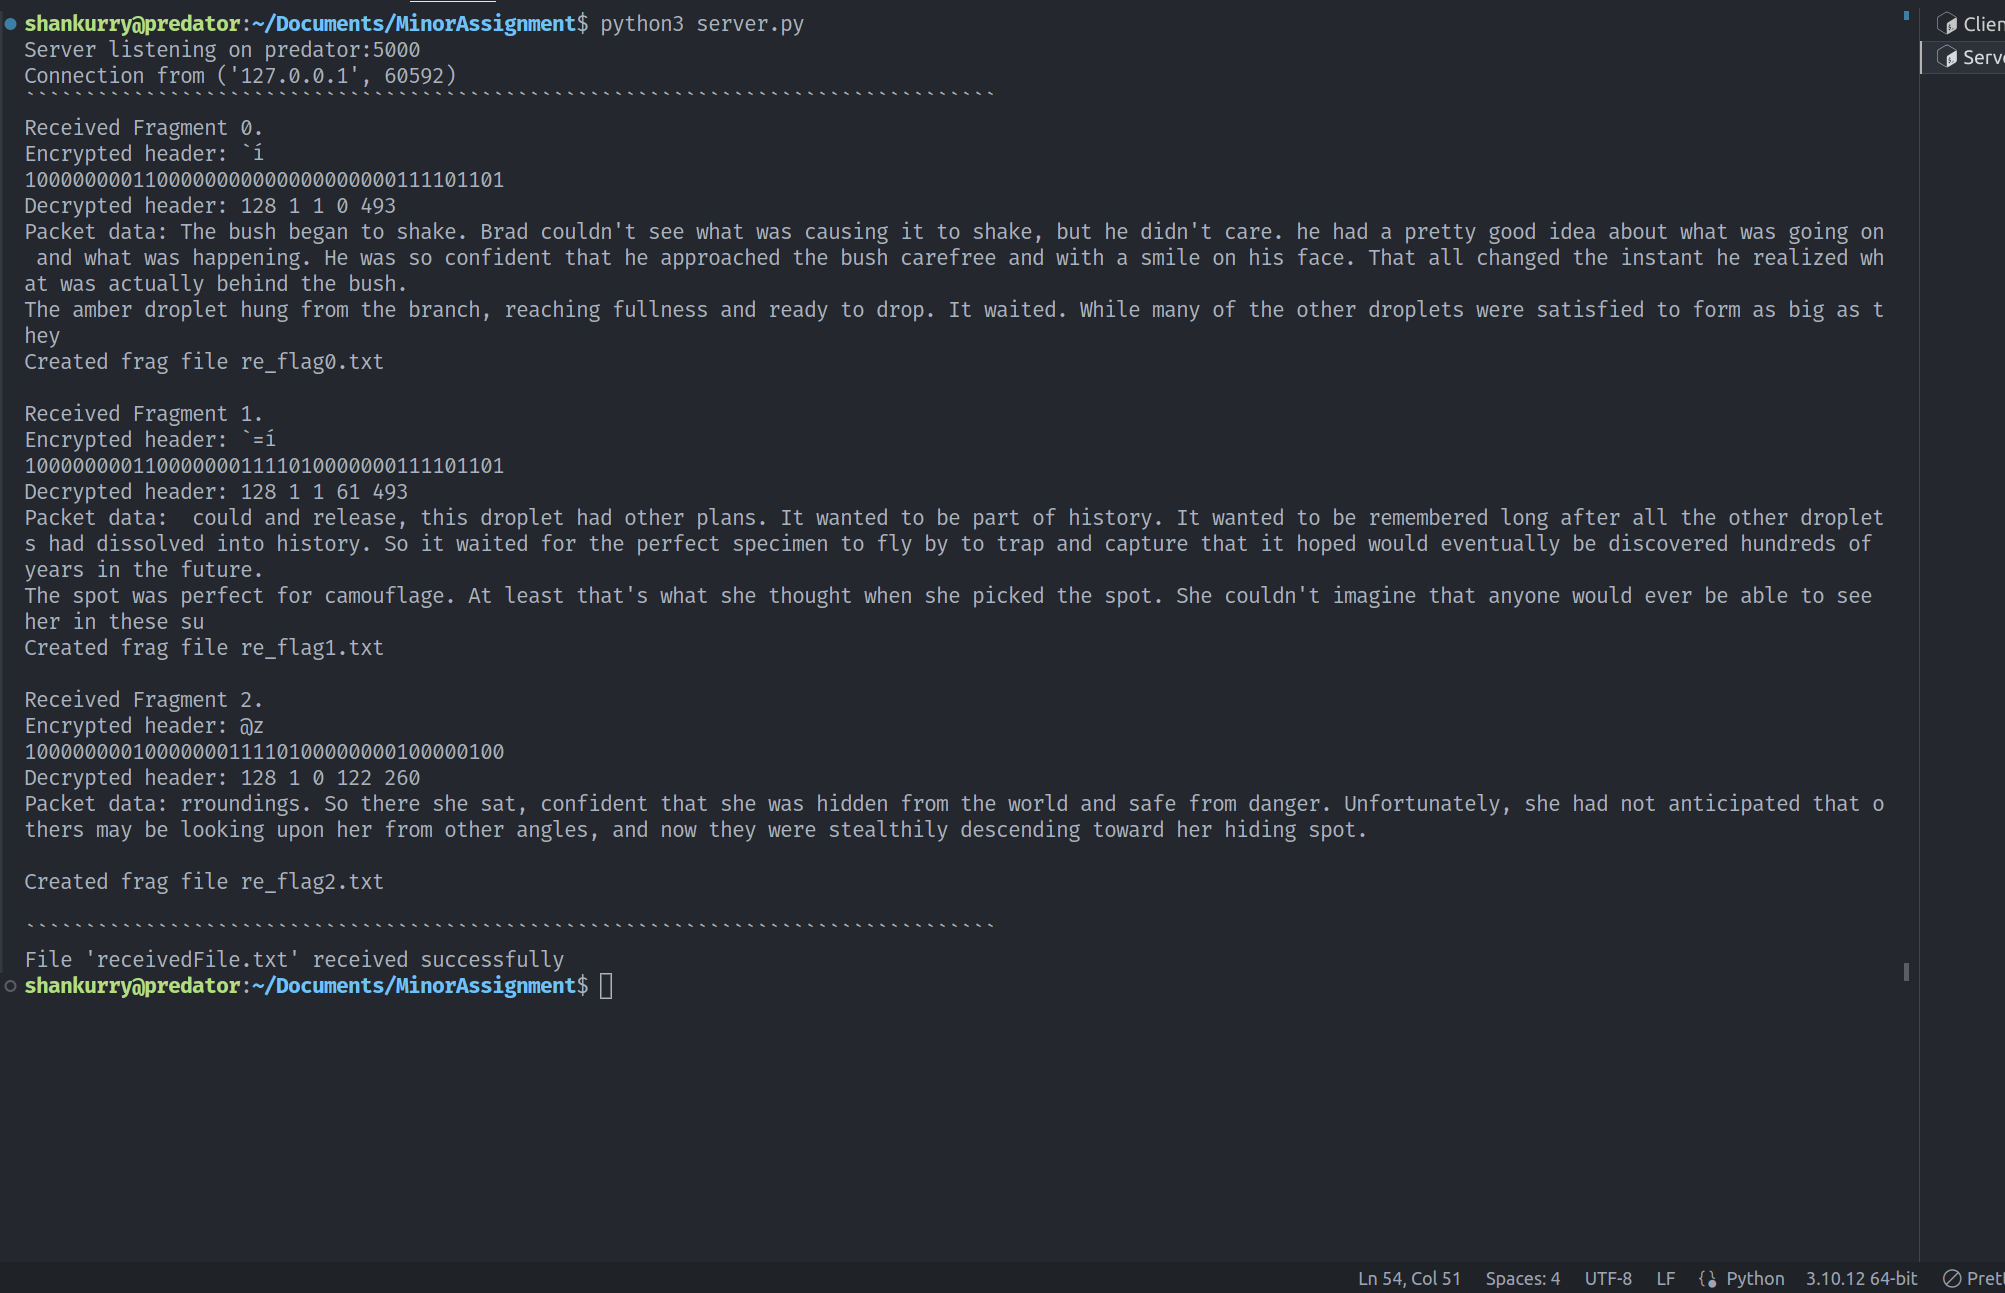 shankurry@predator:~/Documents/MinorAssignment$ python3 server.py
Server listening on predator:5000
Connection from ('127.0.0.1', 60592)
`````````````````````````````````````````````````````````````````````````````````
Received Fragment 0.
Encrypted header: `í
1000000001100000000000000000000111101101
Decrypted header: 128 1 1 0 493
Packet data: The bush began to shake. Brad couldn't see what was causing it to shake, but he didn't care. he had a pretty good idea about what was going on
 and what was happening. He was so confident that he approached the bush carefree and with a smile on his face. That all changed the instant he realized wh
at was actually behind the bush.
The amber droplet hung from the branch, reaching fullness and ready to drop. It waited. While many of the other droplets were satisfied to form as big as t
hey
Created frag file re_flag0.txt
Received Fragment 1.
Encrypted header: `=í
1000000001100000001111010000000111101101
Decrypted header: 128 1 1 61 493
Packet data:  could and release, this droplet had other plans. It wanted to be part of history. It wanted to be remembered long after all the other droplet
s had dissolved into history. So it waited for the perfect specimen to fly by to trap and capture that it hoped would eventually be discovered hundreds of
years in the future.
The spot was perfect for camouflage. At least that's what she thought when she picked the spot. She couldn't imagine that anyone would ever be able to see
her in these su
Created frag file re_flag1.txt
Received Fragment 2.
Encrypted header: @z
1000000001000000011110100000000100000100
Decrypted header: 128 1 0 122 260
Packet data: rroundings. So there she sat, confident that she was hidden from the world and safe from danger. Unfortunately, she had not anticipated that o
thers may be looking upon her from other angles, and now they were stealthily descending toward her hiding spot.
Created frag file re_flag2.txt
`````````````````````````````````````````````````````````````````````````````````
File 'receivedFile.txt' received successfully
shankurry@predator:~/Documents/MinorAssignment$
Clien
Serve
Ln 54, Col 51 Spaces: 4 UTF-8 LF Python 3.10.12 64-bit Pret